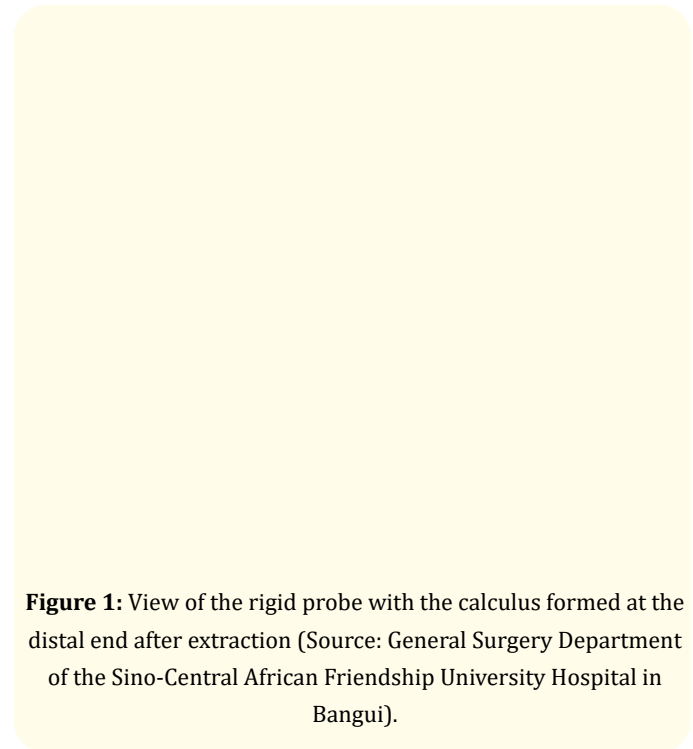 Figure 1: View of the rigid probe with the calculus formed at the
distal end after extraction (Source: General Surgery Department
of the Sino-Central African Friendship University Hospital in
Bangui).